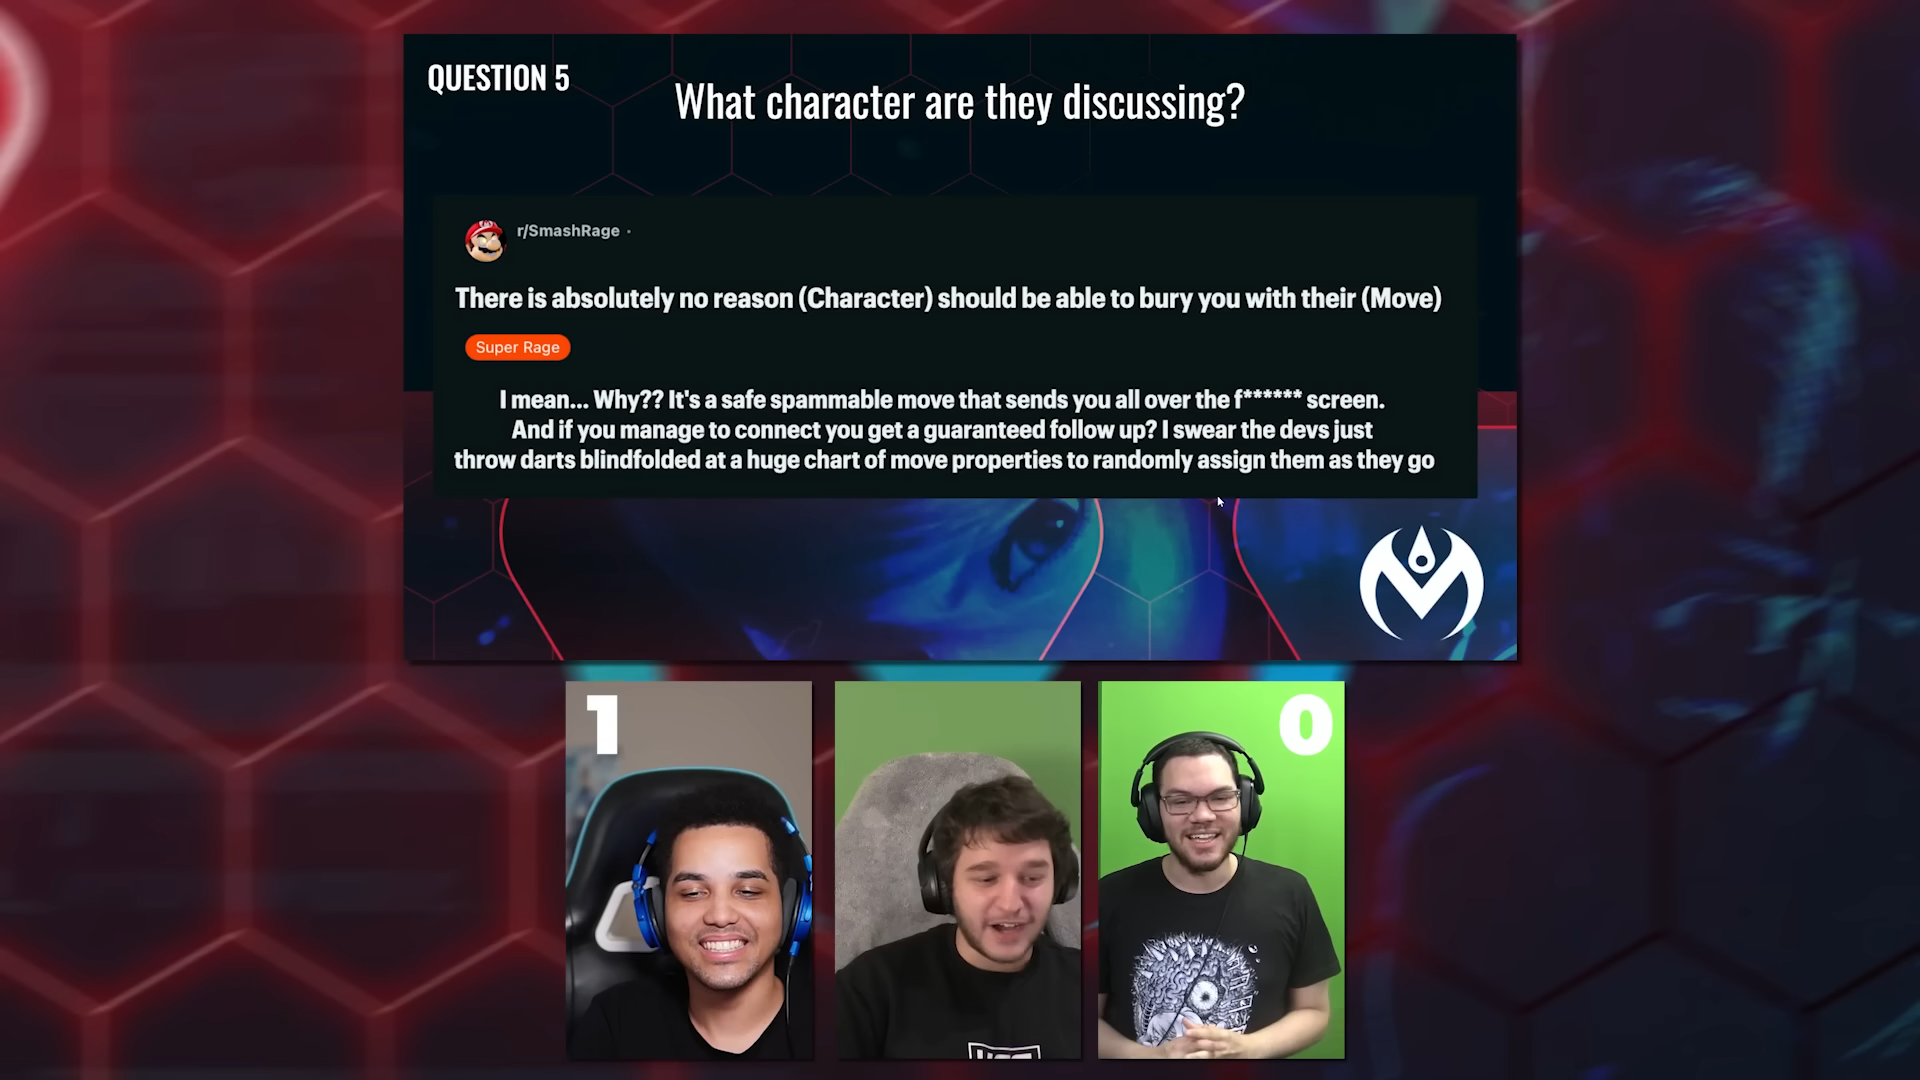 QUESTION 5
What character are they discussing?
r/SmashRage ·
There is absolutely no reason (Character) should be able to bury you with their (Move)
Super Rage
I mean... Why?? It's a safe spammable move that sends you all over the f****** screen.
And if you manage to connect you get a guaranteed follow up? I swear the devs just
throw darts blindfolded at a huge chart of move properties to randomly assign them as they go
1
0